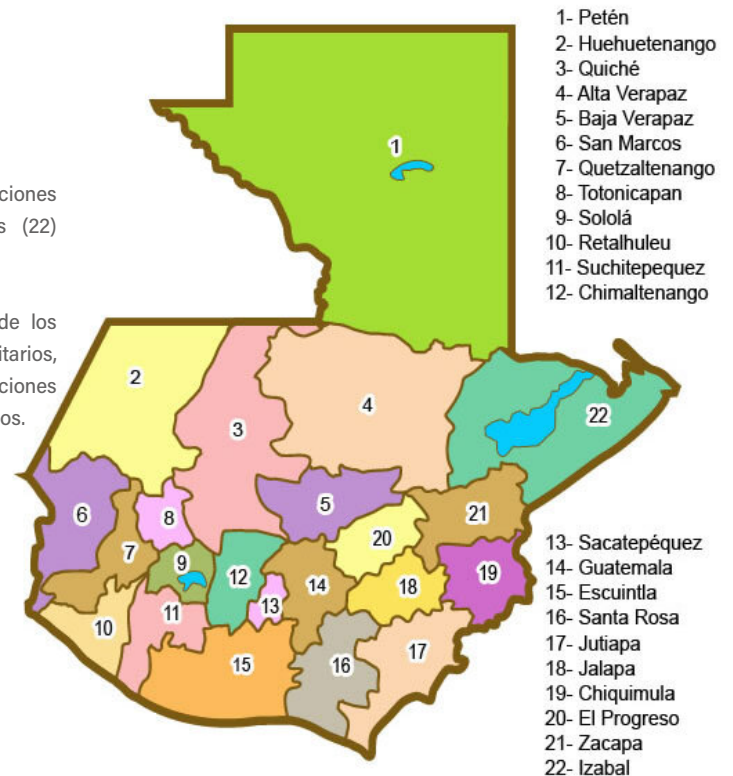 ciones
s (22)
de los
itarios,
ciones
os.
1- Petén
2- Huehuetenango
3- Quiché
4- Alta Verapaz
5- Baja Verapaz
6- San Marcos
7- Quetzaltenango
8- Totonicapan
9- Sololá
10- Retalhuleu
11- Suchitepequez
12- Chimaltenango
1
2
3
4
22
6
8
5
21
7
9
12
20
14
18
19
10
11
13
15
16
17
13- Sacatepéquez
14- Guatemala
15- Escuintla
16- Santa Rosa
17- Jutiapa
18- Jalapa
19- Chiquimula
20- El Progreso
21- Zacapa
22- Izabal